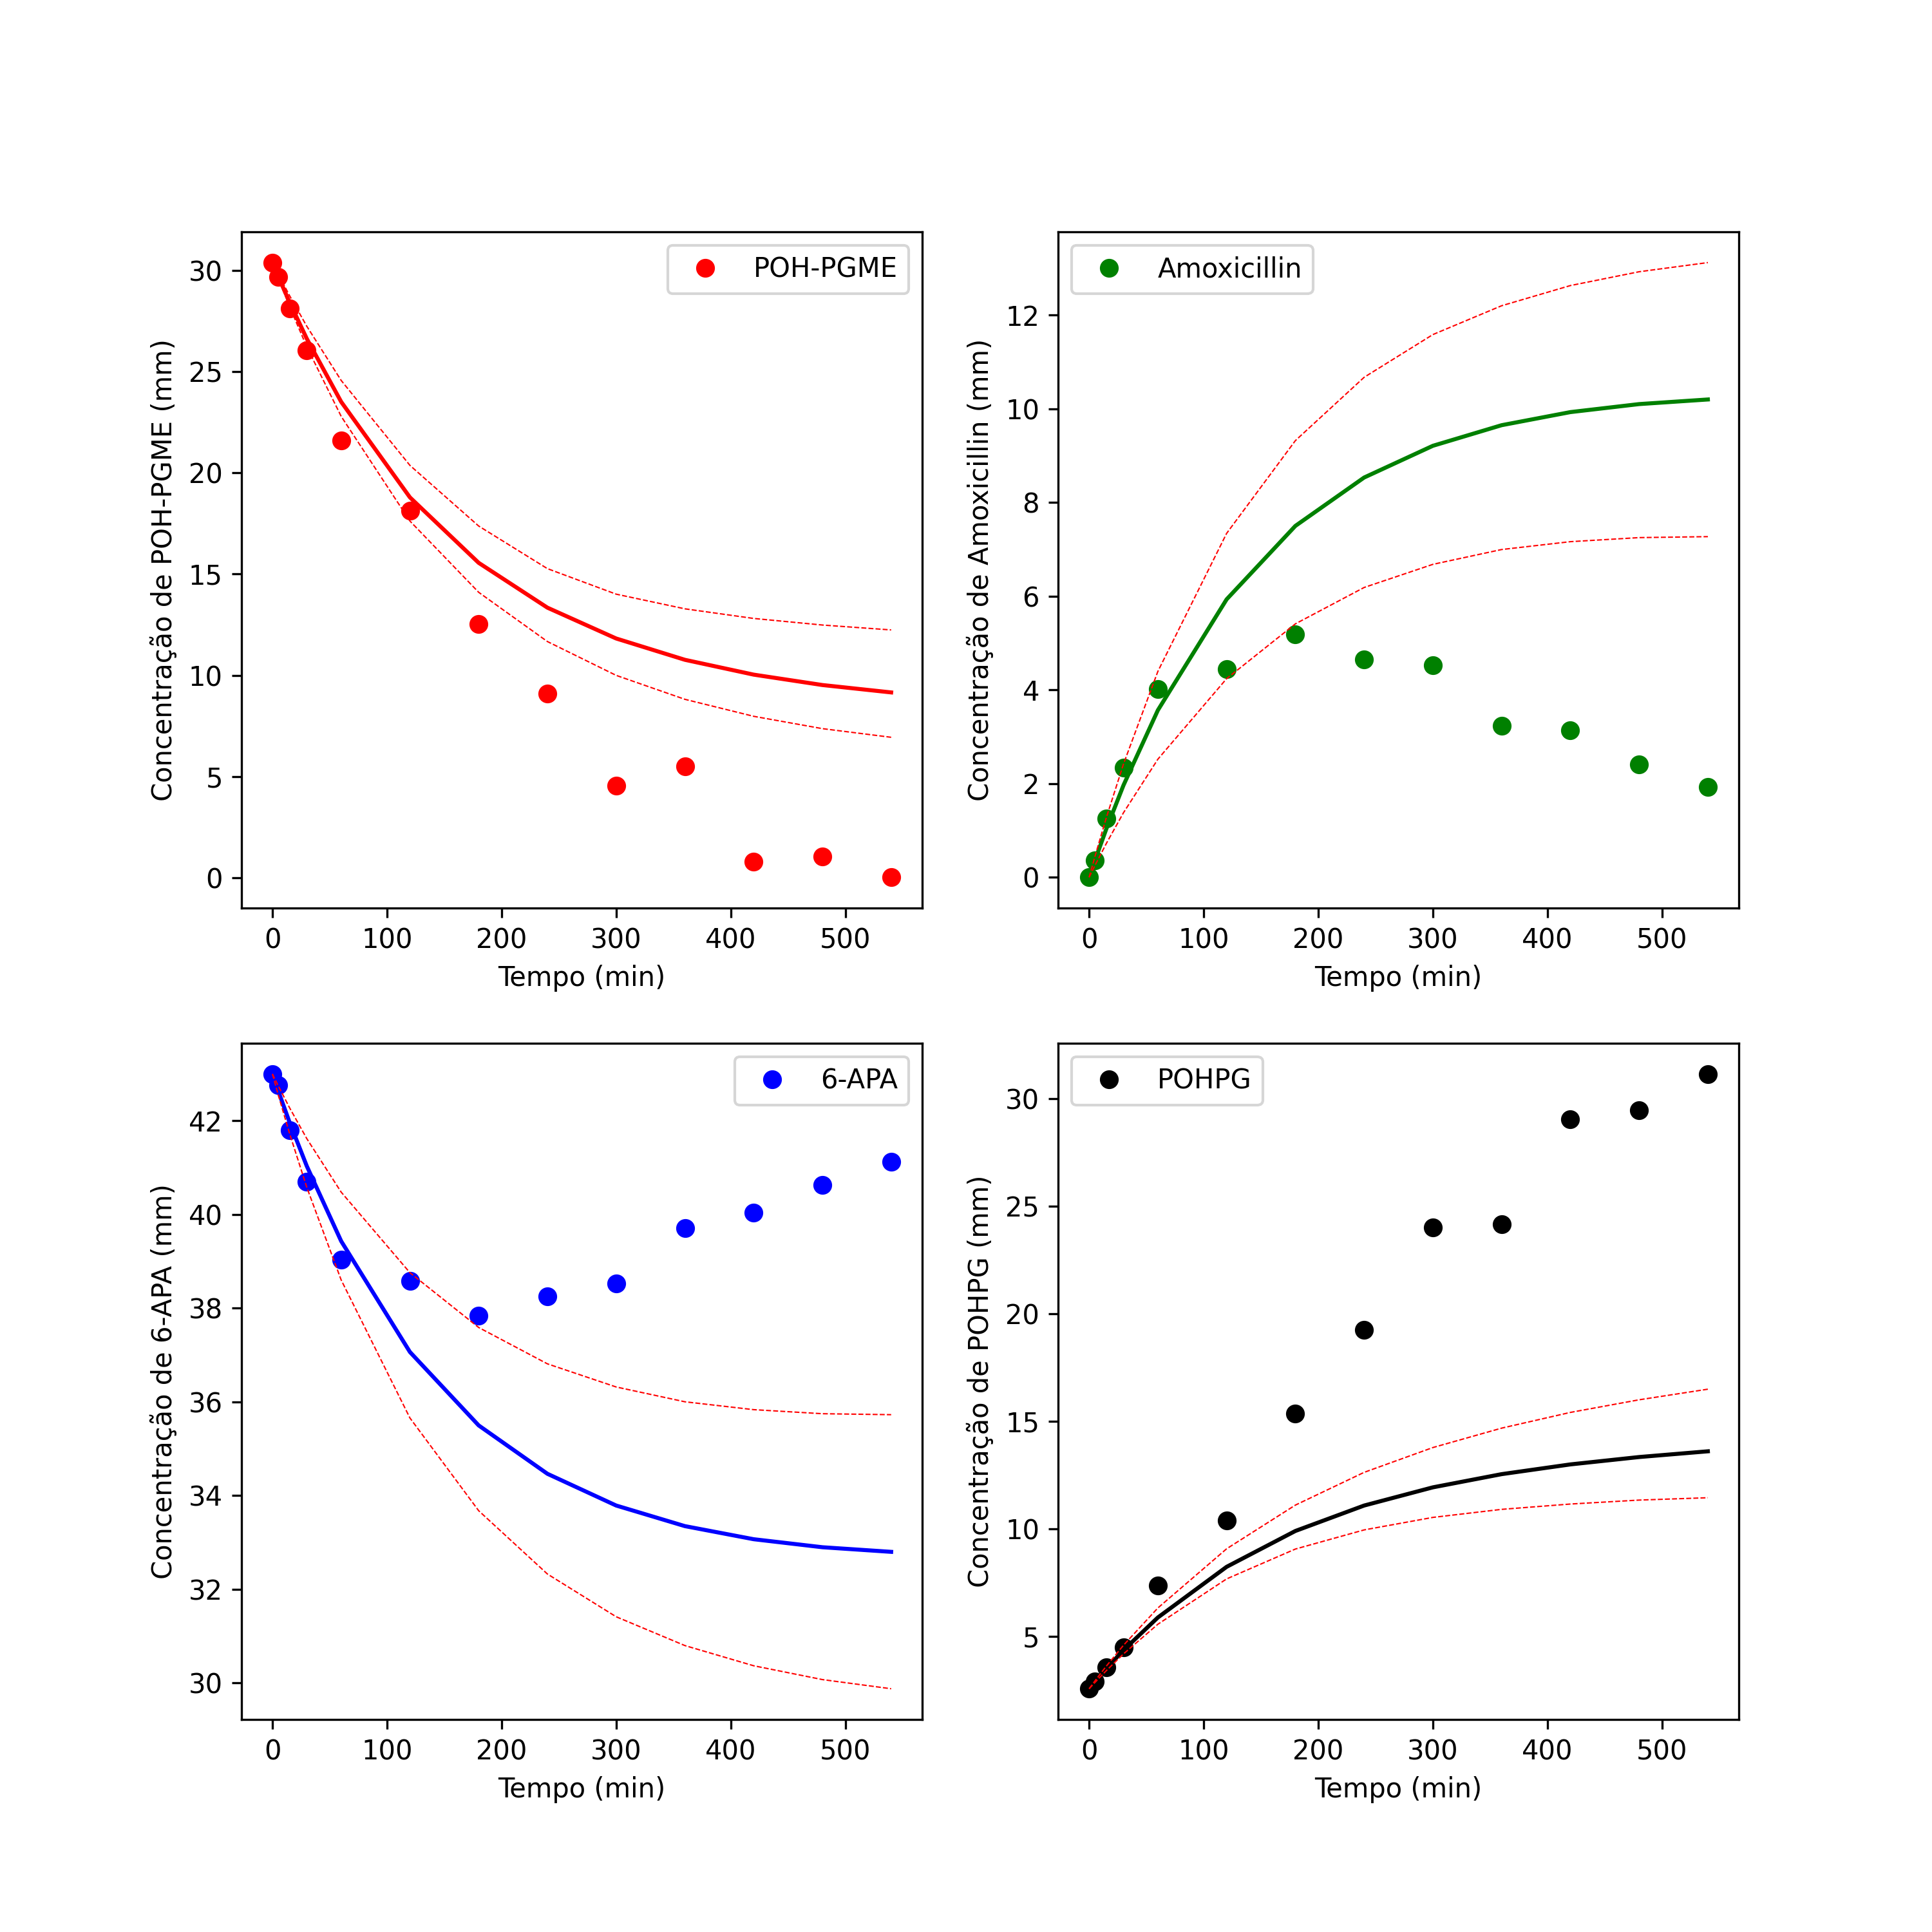 POH-PGME
Concentração de POH-PGME (mm)
30
25
20
15
10
5
0
0 100 200 300 400 500
Tempo (min)
Amoxicillin
Concentração de Amoxicillin (mm)
12
10
8
6
4
2
0
0 100 200 300 400 500
Tempo (min)
6-APA
Concentração de 6-APA (mm)
42
40
38
36
34
32
30
0 100 200 300 400 500
Tempo (min)
POHPG
Concentração de POHPG (mm)
30
25
20
15
10
5
0 100 200 300 400 500
Tempo (min)